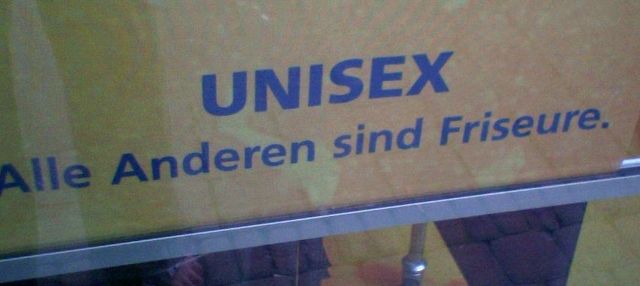 UNISEX
Alle Anderen sind Friseure.